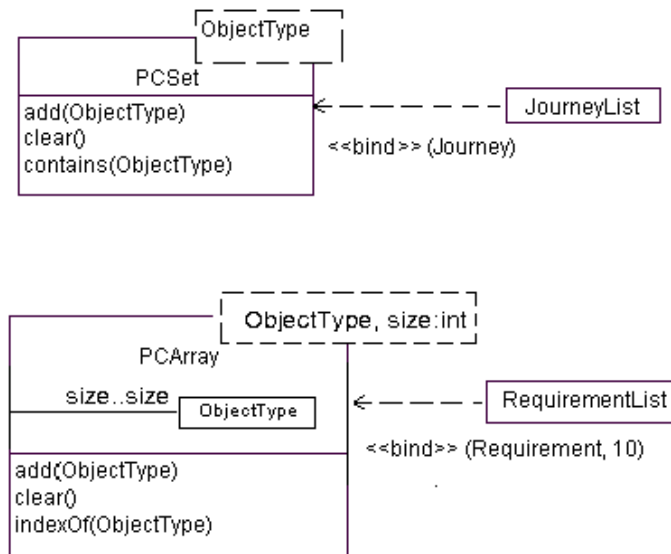 ObjectType
PCSet
add(ObjectType)
clear()
contains(ObjectType)
JourneyList
<<bind>> (Journey)
ObjectType, size:int
PCArray
size..size
ObjectType
RequirementList
<<bind>> (Requirement, 10)
add(ObjectType)
clear()
indexOf(ObjectType)